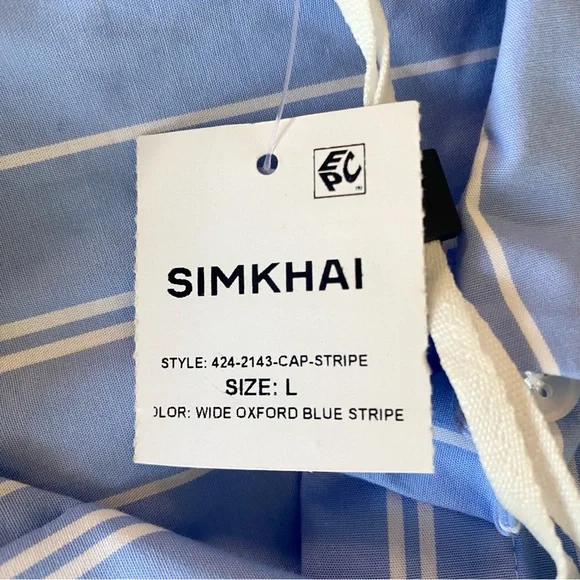 EPC
SIMKHAI
STYLE: 424-2143-CAP-STRIPE
SIZE: L
OLOR: WIDE OXFORD BLUE STRIPE